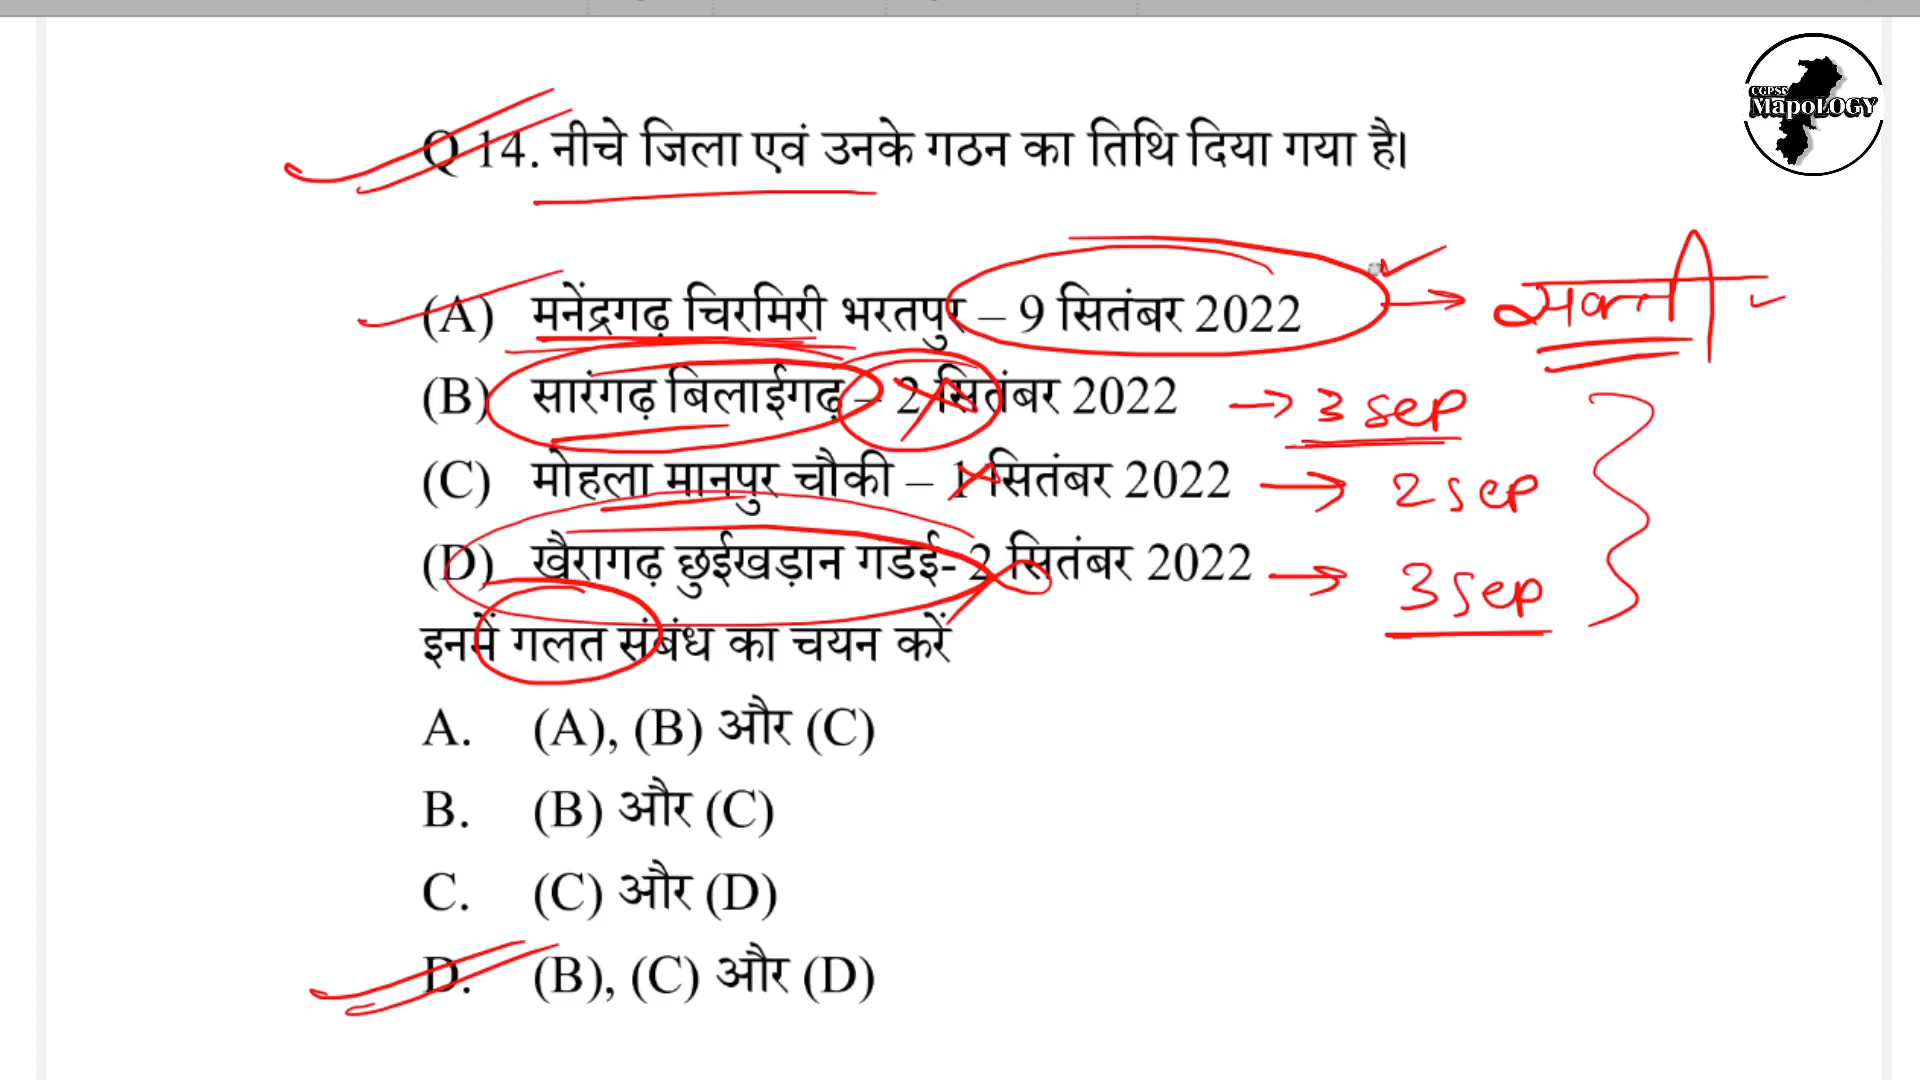 CGPSC
MapoLOGY
Q 14. नीचे जिला एवं उनके गठन का तिथि दिया गया है।
(A) मनेंद्रगढ़ चिरमिरी भरतपुर – 9 सितंबर 2022 → सक्ती
(B) सारंगढ़ बिलाईगढ़ – 2 सितंबर 2022 → 3 sep
(C) मोहला मानपुर चौकी – 1 सितंबर 2022 → 2 sep
(D) खैरागढ़ छुईखड़ान गंडई- 2 सितंबर 2022 → 3 sep
इनमें गलत संबंध का चयन करें
A. (A), (B) और (C)
B. (B) और (C)
C. (C) और (D)
D. (B), (C) और (D)